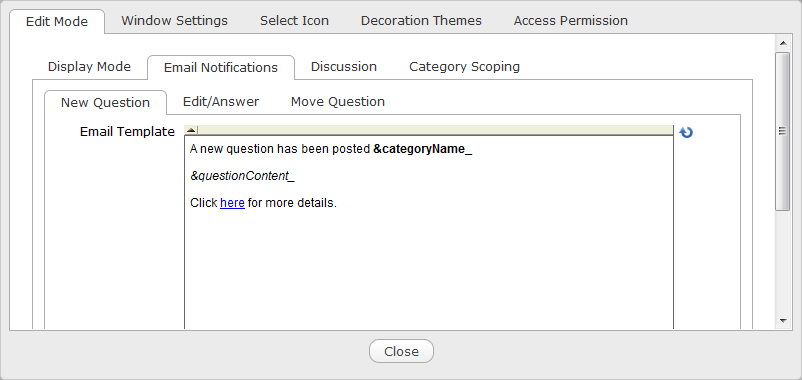 Edit Mode Window Settings Select Icon Decoration Themes Access Permission
Display Mode Email Notifications Discussion Category Scoping
New Question Edit/Answer Move Question
Email Template
A new question has been posted &categoryName_
&questionContent_
Click here for more details.
Close